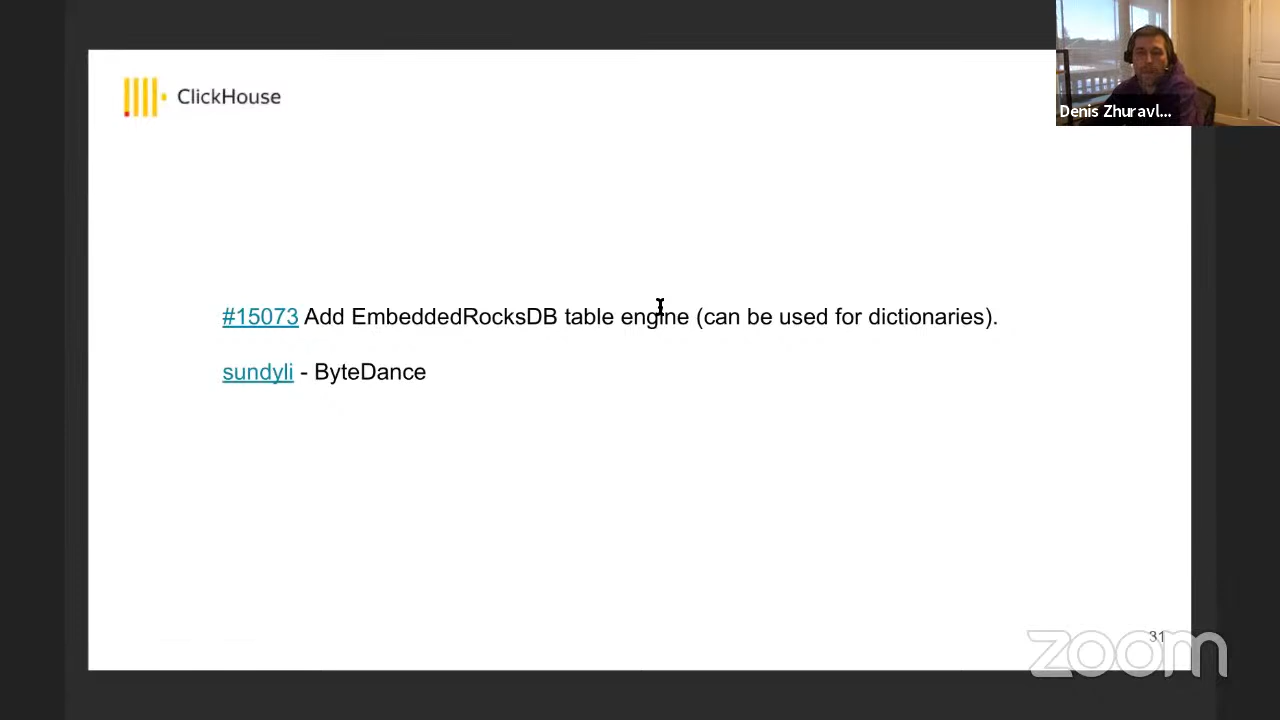 ClickHouse
Denis Zhuravl...
#15073 Add EmbeddedRocksDB table engine (can be used for dictionaries).
sundyli - ByteDance
31
zoom